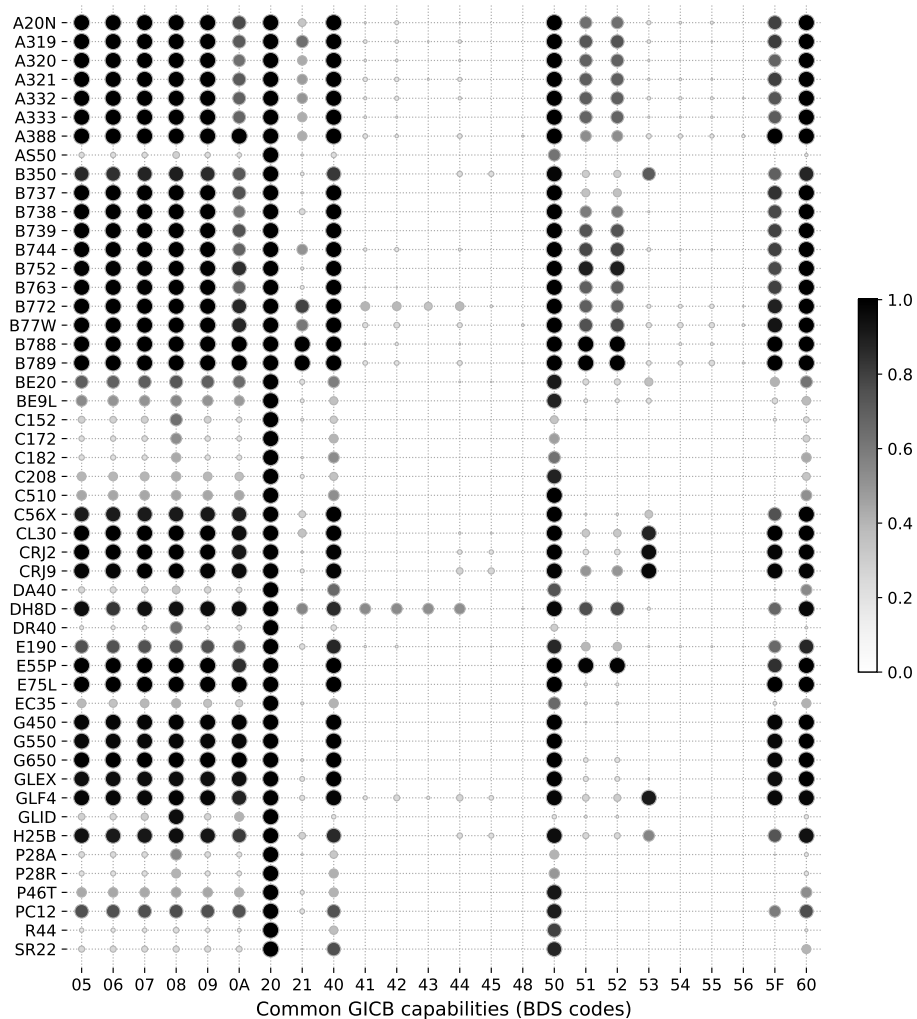 A20N
A319
A320
A321
A332
A333
A388
AS50
B350
B737
B738
B739
B744
B752
B763
B772
B77W
B788
B789
BE20
BE9L
C152
C172
C182
C208
C510
C56X
CL30
CRJ2
CRJ9
DA40
DH8D
DR40
E190
E55P
E75L
EC35
G450
G550
G650
GLEX
GLF4
GLID
H25B
P28A
P28R
P46T
PC12
R44
SR22
05 06 07 08 09 0A 20 21 40 41 42 43 44 45 48 50 51 52 53 54 55 56 5F 60
Common GICB capabilities (BDS codes)
1.0
0.8
0.6
0.4
0.2
0.0